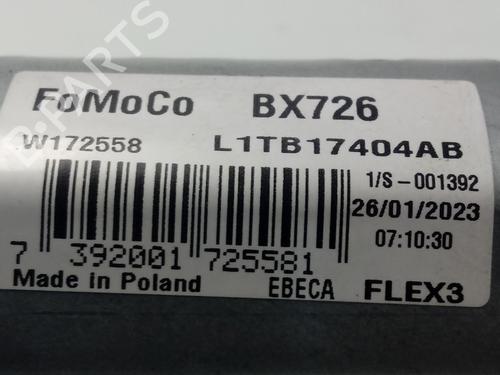 FoMoCo BX726
W172558 L1TB17404AB
1/S-001392
26/01/2023
07:10:30
7 392001 725581
Made in Poland EBECA FLEX3